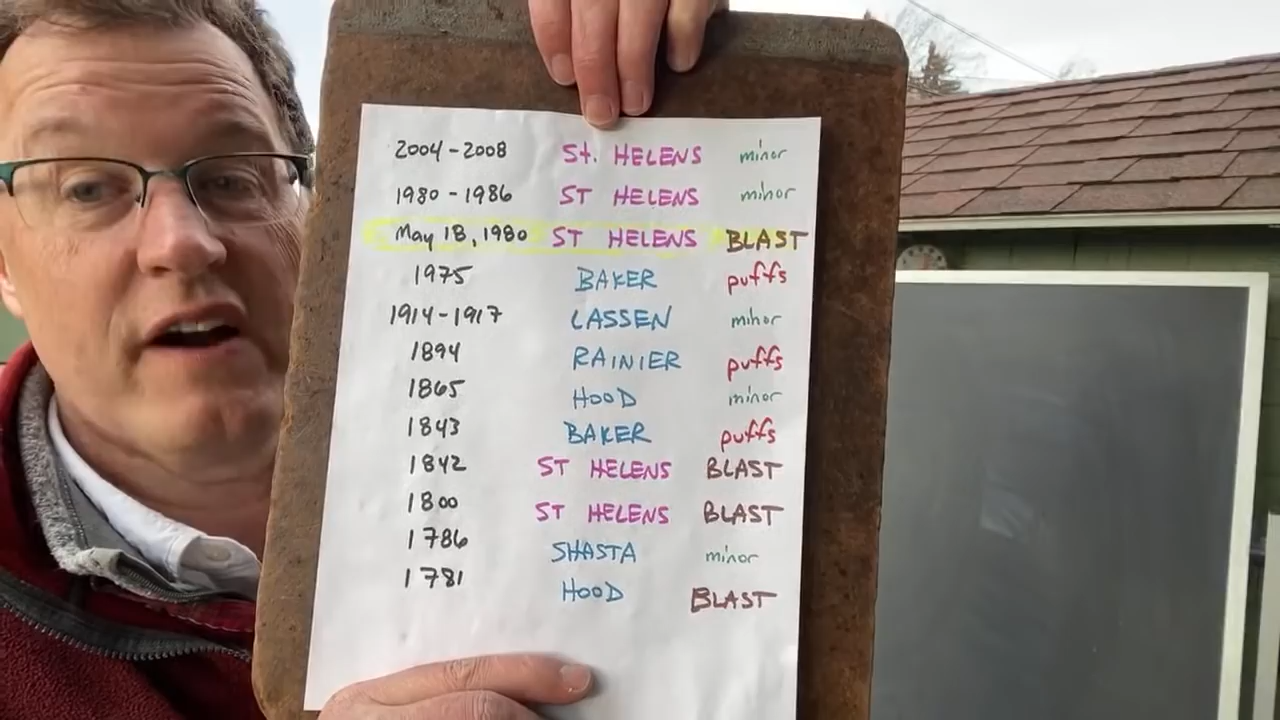 2004-2008 St. HELENS minor
1980-1986 ST HELENS minor
May 18, 1980 ST HELENS BLAST
1975 BAKER puffs
1914-1917 LASSEN minor
1894 RAINIER puffs
1865 HOOD minor
1843 BAKER puffs
1842 ST HELENS BLAST
1800 ST HELENS BLAST
1786 SHASTA minor
1781 HOOD BLAST